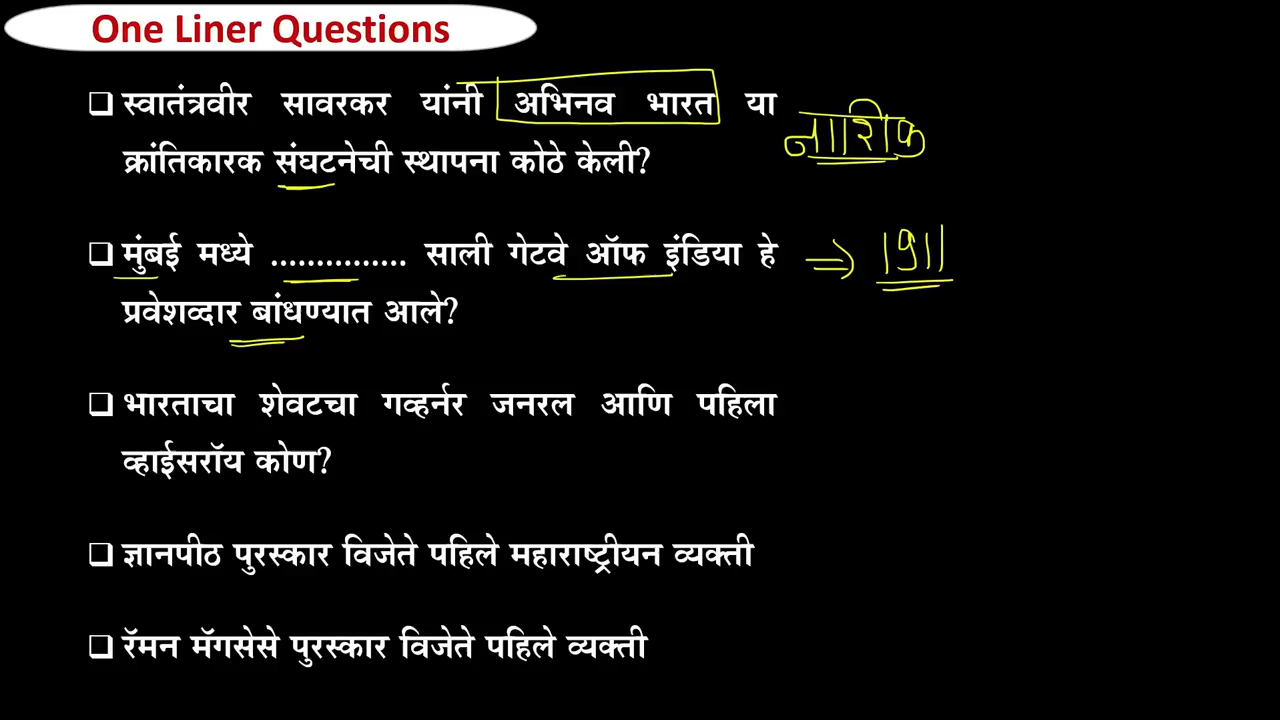 One Liner Questions
स्वातंत्रवीर सावरकर यांनी अभिनव भारत या
क्रांतिकारक संघटनेची स्थापना कोठे केली?
नाशिक
मुंबई मध्ये .............. साली गेटवे ऑफ इंडिया हे
प्रवेशव्दार बांधण्यात आले?
⇒ 1911
भारताचा शेवटचा गव्हर्नर जनरल आणि पहिला
व्हाईसरॉय कोण?
ज्ञानपीठ पुरस्कार विजेते पहिले महाराष्ट्रीयन व्यक्ती
रॅमन मॅगसेसे पुरस्कार विजेते पहिले व्यक्ती